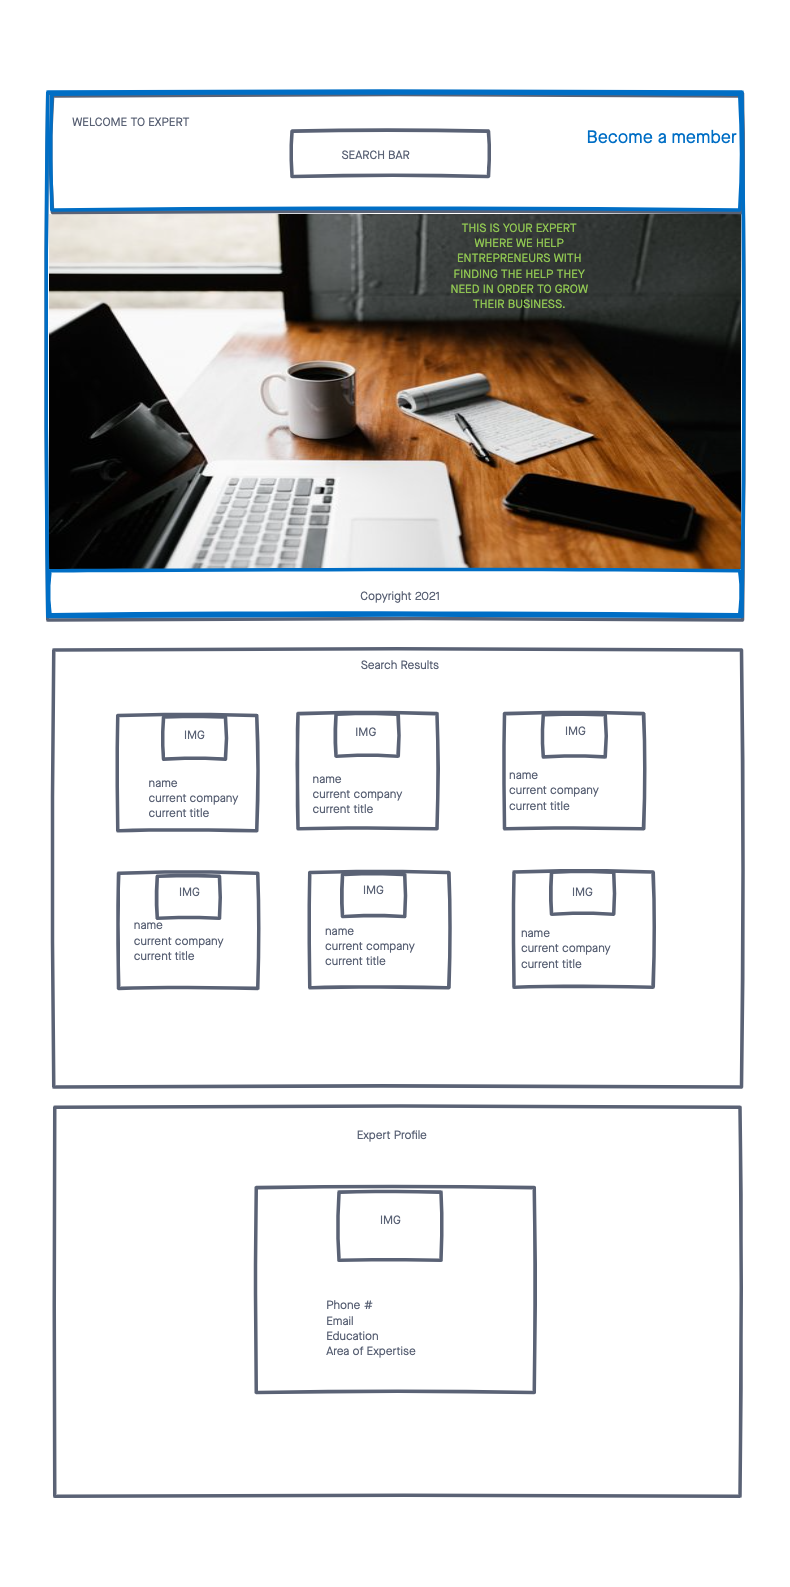 WELCOME TO EXPERT
Become a member
SEARCH BAR
THIS IS YOUR EXPERT
WHERE WE HELP
ENTREPRENEURS WITH
FINDING THE HELP THEY
NEED IN ORDER TO GROW
THEIR BUSINESS.
Copyright 2021
Search Results
IMG
name
current company
current title
IMG
name
current company
current title
IMG
name
current company
current title
IMG
name
current company
current title
IMG
name
current company
current title
IMG
name
current company
current title
Expert Profile
IMG
Phone #
Email
Education
Area of Expertise